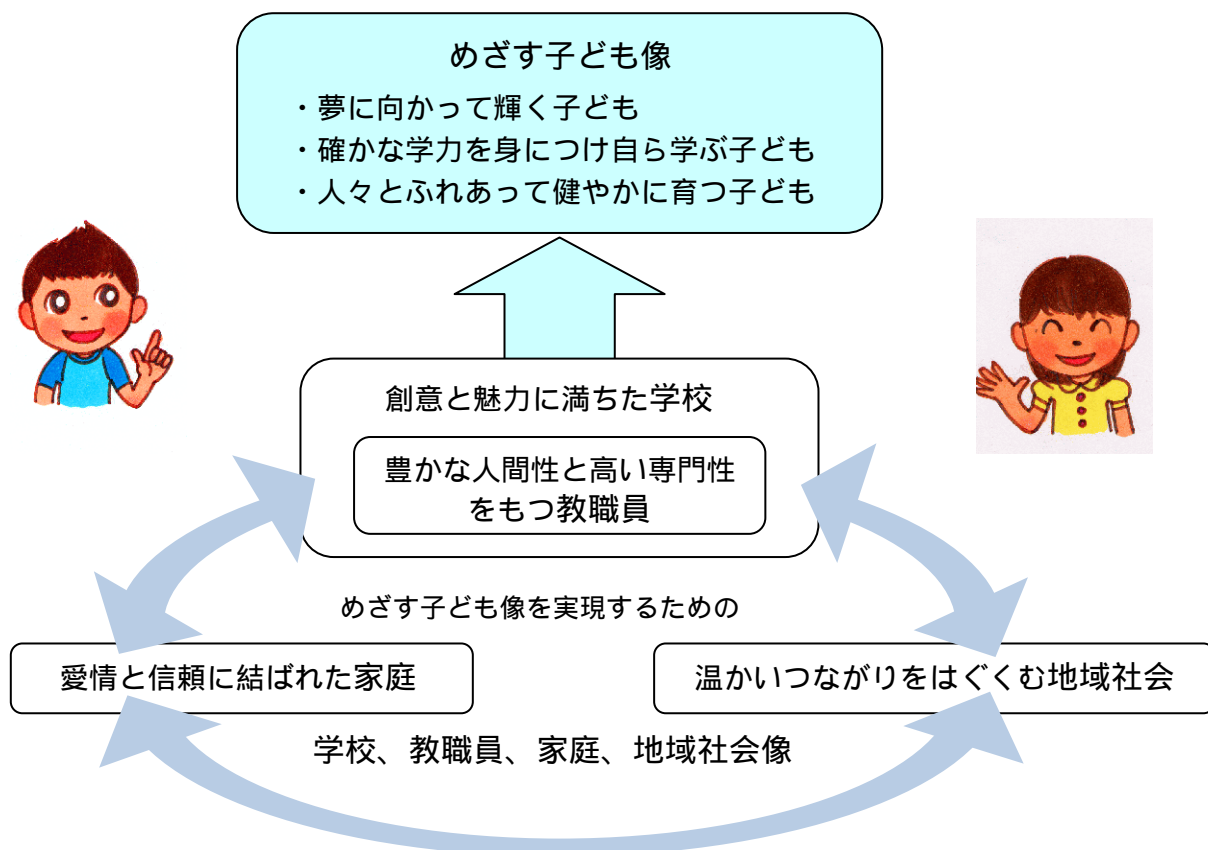 めざす子ども像
・夢に向かって輝く子ども
・確かな学力を身につけ自ら学ぶ子ども
・人々とふれあって健やかに育つ子ども
創意と魅力に満ちた学校
豊かな人間性と高い専門性
をもつ教職員
めざす子ども像を実現するための
愛情と信頼に結ばれた家庭
温かいつながりをはぐくむ地域社会
学校、教職員、家庭、地域社会像